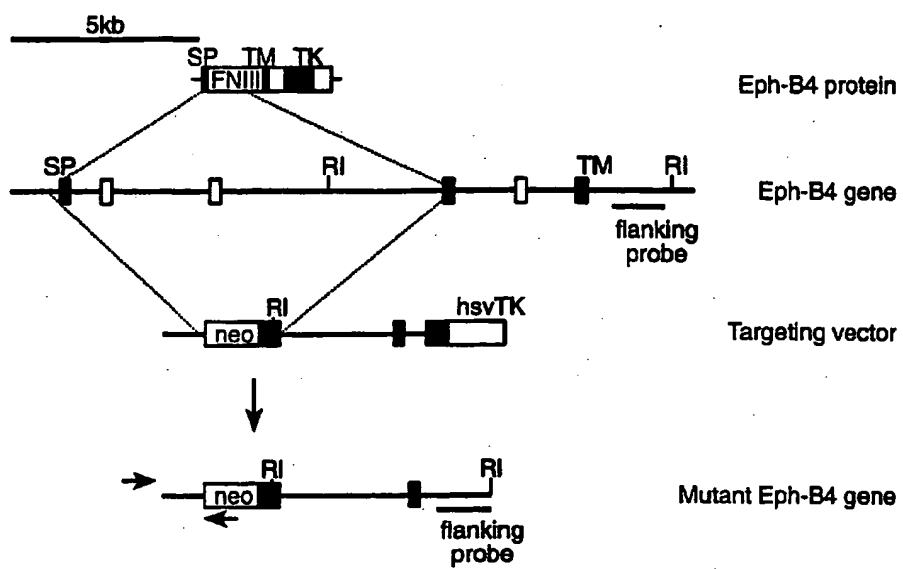 5kb
SP TM TK
FNIII
Eph-B4 protein
SP RI TM RI
Eph-B4 gene
flanking
probe
RI hsvTK
neo
Targeting vector
RI RI
neo
Mutant Eph-B4 gene
flanking
probe